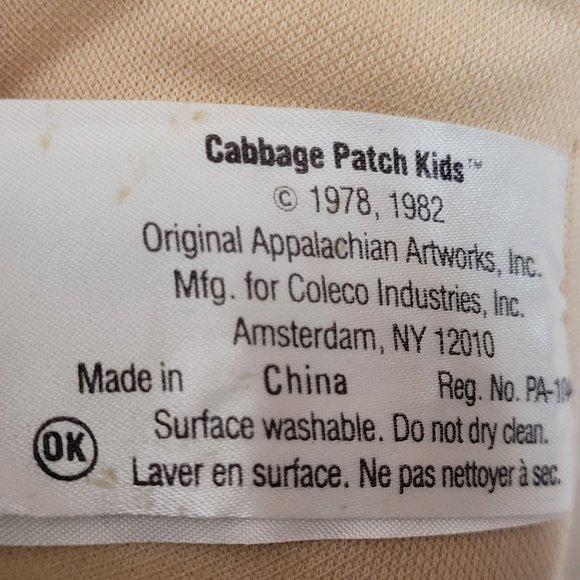 Cabbage Patch Kids™
© 1978, 1982
Original Appalachian Artworks, Inc.
Mfg. for Coleco Industries, Inc.
Amsterdam, NY 12010
Made in China Reg. No.
OK
Surface washable. Do not dry clean.
Laver en surface. Ne pas nettoyer à sec.